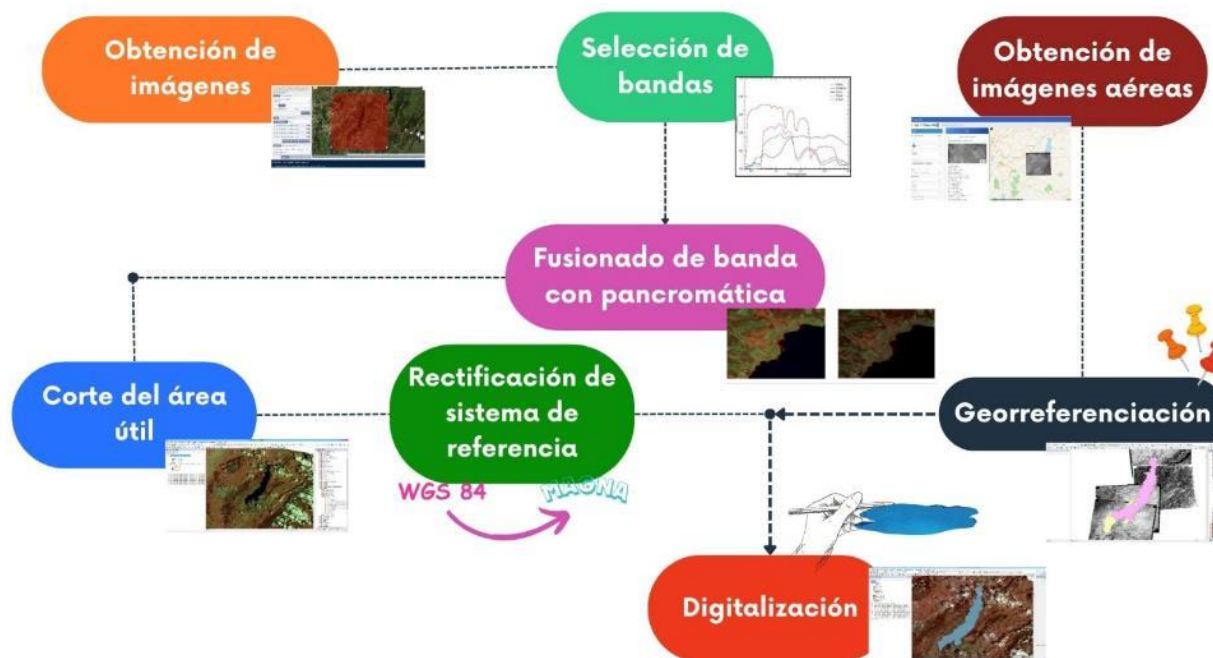 Obtención de
imágenes
Selección de
bandas
Obtención de
imágenes aéreas
Fusionado de banda
con pancromática
Corte del área
útil
Rectificación de
sistema de
referencia
WGS 84
MAGNA
Georreferenciación
Digitalización